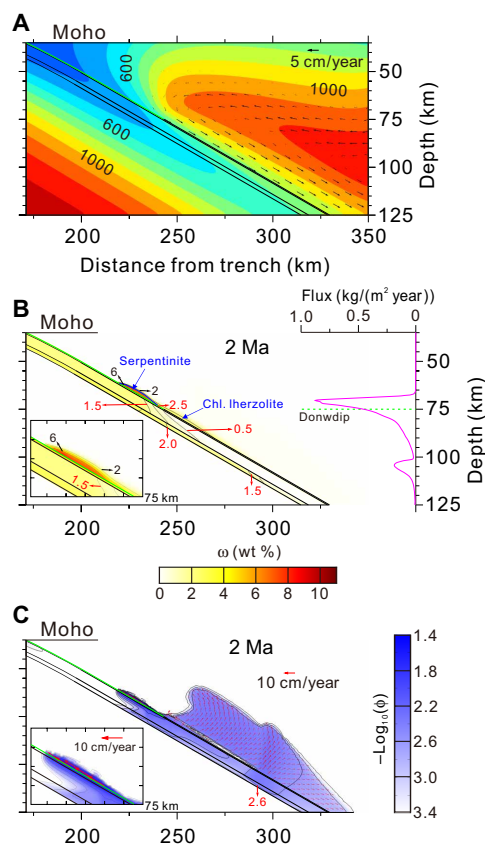 A
600
5 cm/year
1000
600
1000
50
75
100
125
Depth (km)
200
250
300
350
Distance from trench (km)
B
Moho
2 Ma
Flux (kg/(m² year))
1.0
0.5
0
Serpentinite
6
2
1.5
2.5
Chl. lherzolite
0.5
2.0
1.5
Donwdip
50
75
100
125
Depth (km)
6
2
1.5
75 km
200
250
300
350
ω (wt %)
0 2 4 6 8 10
C
Moho
2 Ma
10 cm/year
10 cm/year
75 km
2.6
200
250
300
350
1.4
1.8
2.2
2.6
3.0
3.4
−Log₁₀(ϕ)